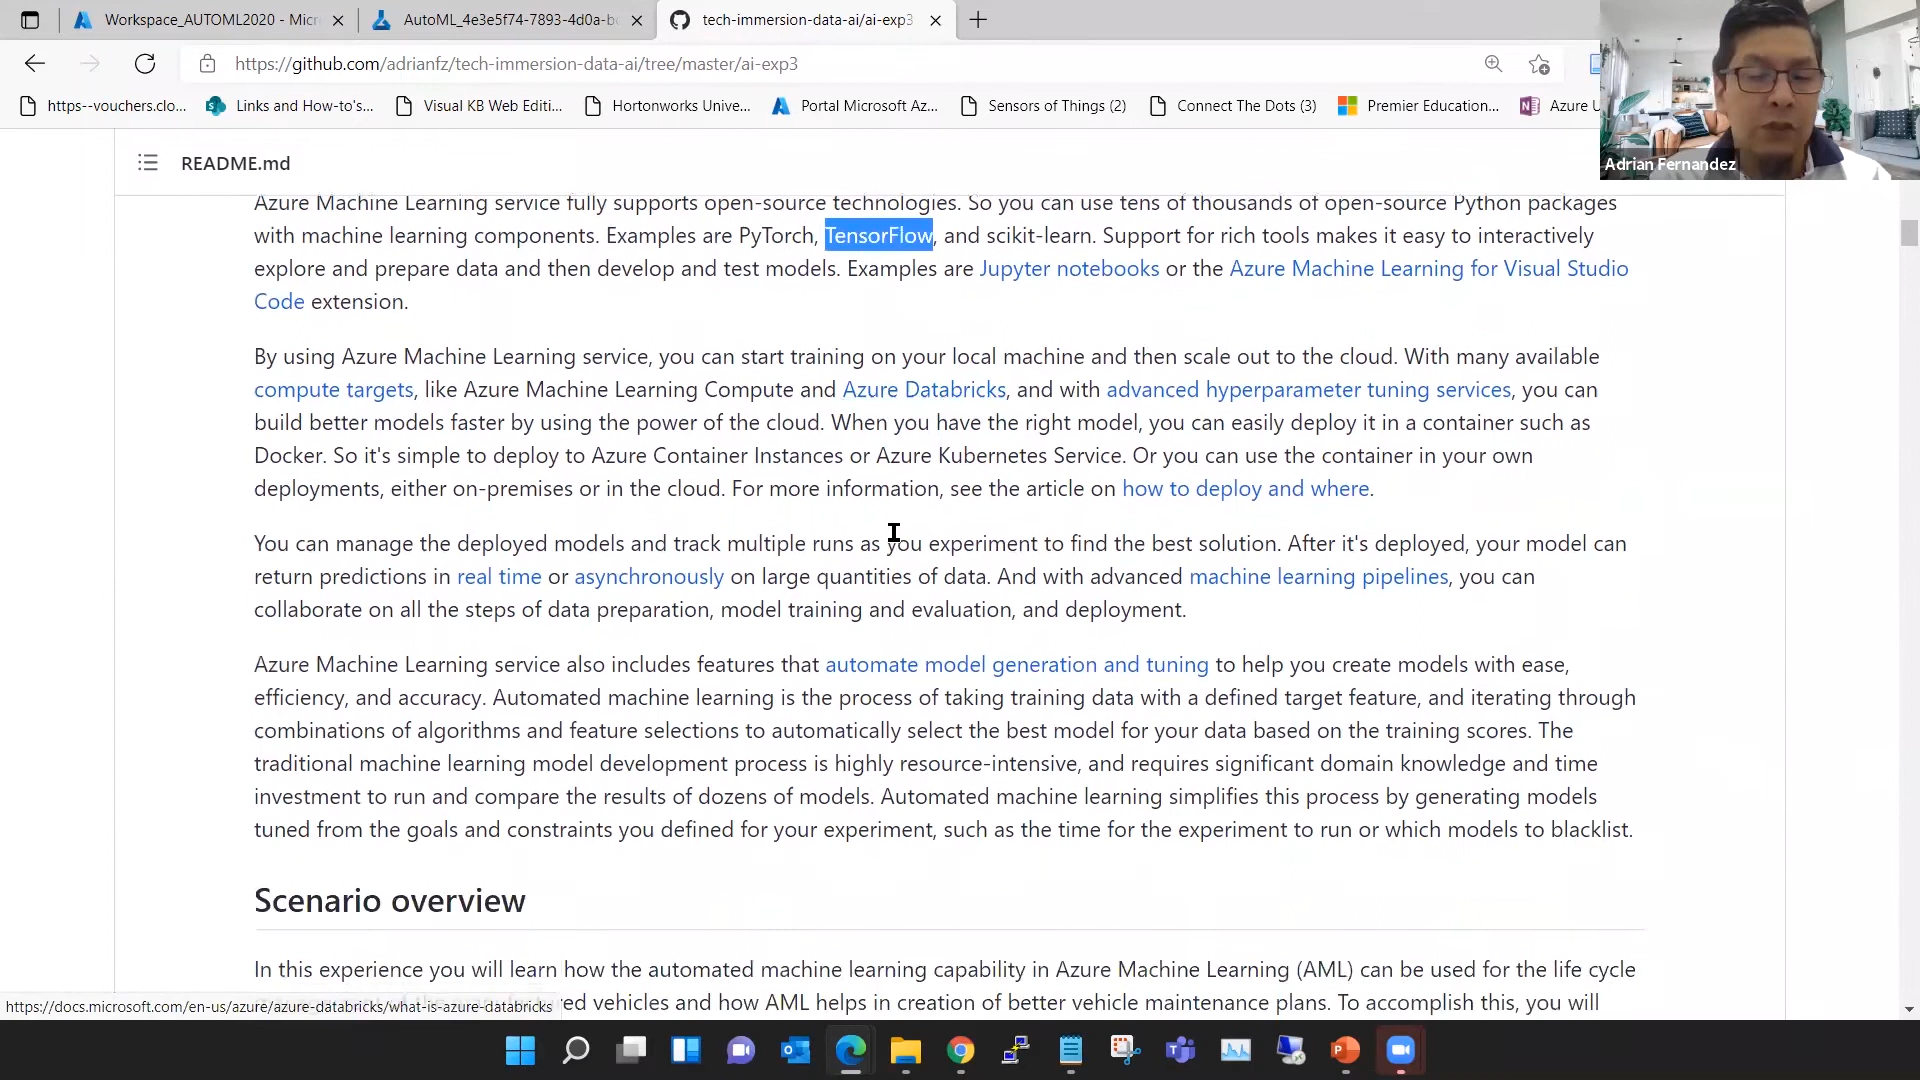 Workspace_AUTOML2020 - Micr
AutoML_4e3e5f74-7893-4d0a-b
tech-immersion-data-ai/ai-exp3
https://github.com/adrianfz/tech-immersion-data-ai/tree/master/ai-exp3
https--vouchers.clo...
Links and How-to's...
Visual KB Web Editi...
Hortonworks Unive...
Portal Microsoft Az...
Sensors of Things (2)
Connect The Dots (3)
Premier Education...
Azure U
Adrian Fernandez
README.md
Azure Machine Learning service fully supports open-source technologies. So you can use tens of thousands of open-source Python packages
with machine learning components. Examples are PyTorch, TensorFlow, and scikit-learn. Support for rich tools makes it easy to interactively
explore and prepare data and then develop and test models. Examples are Jupyter notebooks or the Azure Machine Learning for Visual Studio
Code extension.
By using Azure Machine Learning service, you can start training on your local machine and then scale out to the cloud. With many available
compute targets, like Azure Machine Learning Compute and Azure Databricks, and with advanced hyperparameter tuning services, you can
build better models faster by using the power of the cloud. When you have the right model, you can easily deploy it in a container such as
Docker. So it's simple to deploy to Azure Container Instances or Azure Kubernetes Service. Or you can use the container in your own
deployments, either on-premises or in the cloud. For more information, see the article on how to deploy and where.
You can manage the deployed models and track multiple runs as you experiment to find the best solution. After it's deployed, your model can
return predictions in real time or asynchronously on large quantities of data. And with advanced machine learning pipelines, you can
collaborate on all the steps of data preparation, model training and evaluation, and deployment.
Azure Machine Learning service also includes features that automate model generation and tuning to help you create models with ease,
efficiency, and accuracy. Automated machine learning is the process of taking training data with a defined target feature, and iterating through
combinations of algorithms and feature selections to automatically select the best model for your data based on the training scores. The
traditional machine learning model development process is highly resource-intensive, and requires significant domain knowledge and time
investment to run and compare the results of dozens of models. Automated machine learning simplifies this process by generating models
tuned from the goals and constraints you defined for your experiment, such as the time for the experiment to run or which models to blacklist.
Scenario overview
In this experience you will learn how the automated machine learning capability in Azure Machine Learning (AML) can be used for the life cycle
red vehicles and how AML helps in creation of better vehicle maintenance plans. To accomplish this, you will
https://docs.microsoft.com/en-us/azure/azure-databricks/what-is-azure-databricks